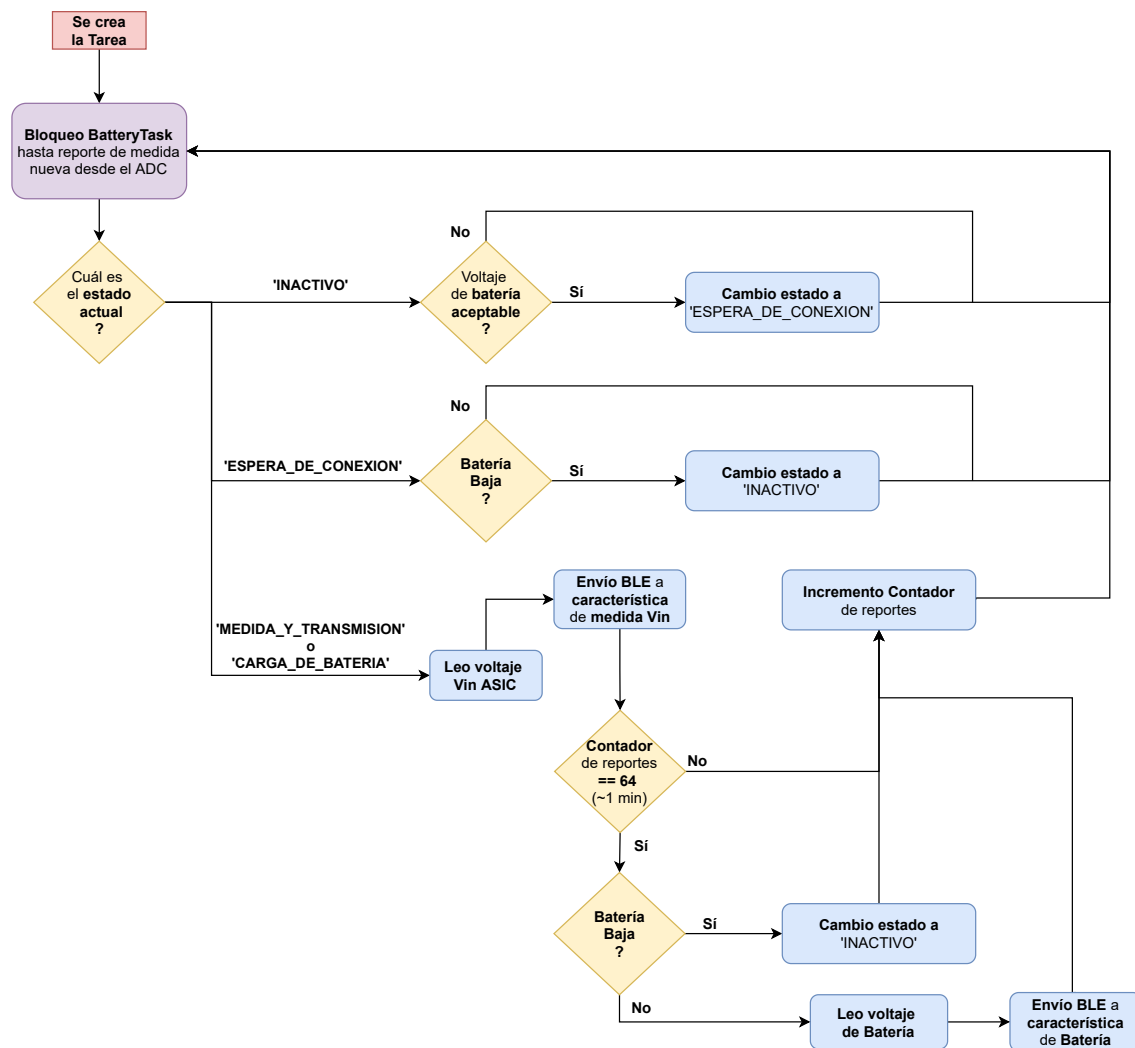 Se crea
la Tarea
Bloqueo BatteryTask
hasta reporte de medida
nueva desde el ADC
Cuál es
el estado
actual
?
'INACTIVO'
No
Voltaje
de batería
aceptable
?
Sí
Cambio estado a
'ESPERA_DE_CONEXION'
'ESPERA_DE_CONEXION'
No
Batería
Baja
?
Sí
Cambio estado a
'INACTIVO'
'MEDIDA_Y_TRANSMISION'
o
'CARGA_DE_BATERIA'
Leo voltaje
Vin ASIC
Envío BLE a
característica
de medida Vin
Incremento Contador
de reportes
Contador
de reportes
== 64
(~1 min)
No
Sí
Batería
Baja
?
Sí
Cambio estado a
'INACTIVO'
No
Leo voltaje
de Batería
Envío BLE a
característica
de Batería